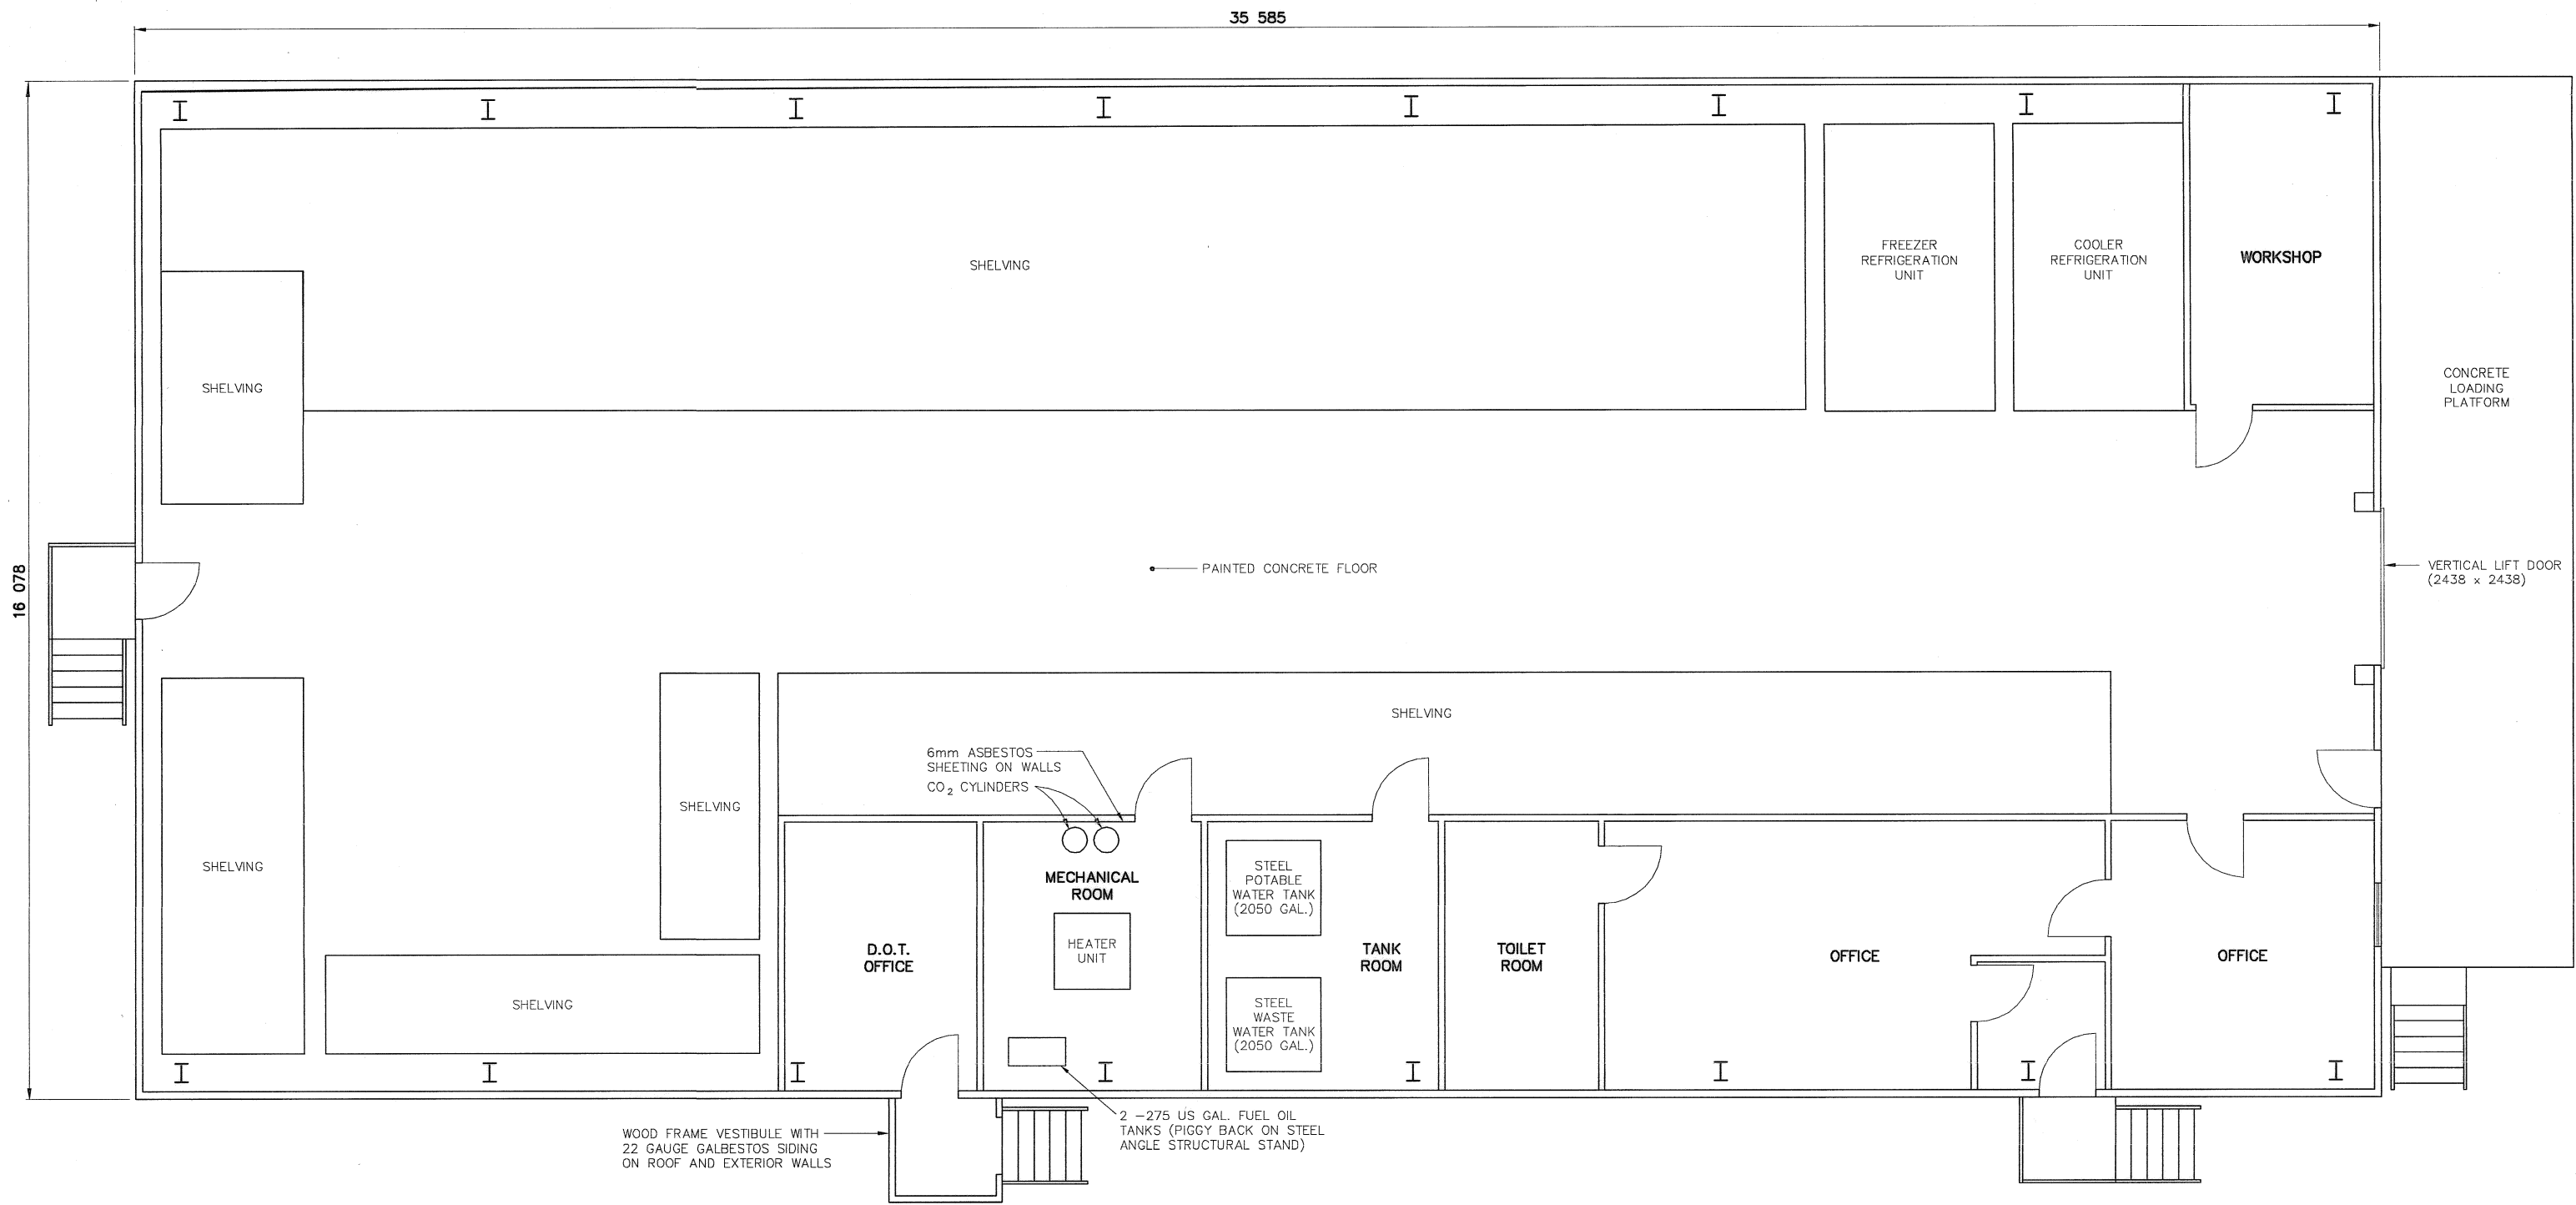 35 585
16 078
SHELVING
FREEZER
REFRIGERATION
UNIT
COOLER
REFRIGERATION
UNIT
WORKSHOP
SHELVING
CONCRETE
LOADING
PLATFORM
PAINTED CONCRETE FLOOR
VERTICAL LIFT DOOR
(2438 x 2438)
SHELVING
6mm ASBESTOS
SHEETING ON WALLS
CO2 CYLINDERS
SHELVING
SHELVING
SHELVING
D.O.T.
OFFICE
MECHANICAL
ROOM
HEATER
UNIT
STEEL
POTABLE
WATER TANK
(2050 GAL.)
STEEL
WASTE
WATER TANK
(2050 GAL.)
TANK
ROOM
TOILET
ROOM
OFFICE
OFFICE
2 -275 US GAL. FUEL OIL
TANKS (PIGGY BACK ON STEEL
ANGLE STRUCTURAL STAND)
WOOD FRAME VESTIBULE WITH
22 GAUGE GALBESTOS SIDING
ON ROOF AND EXTERIOR WALLS